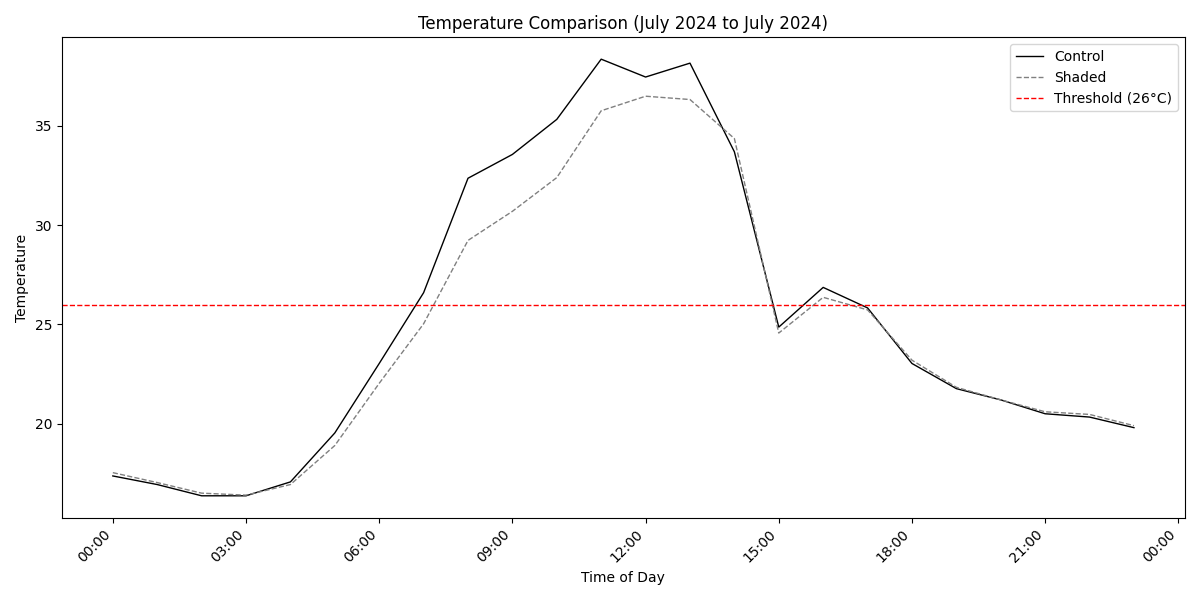 Temperature Comparison (July 2024 to July 2024)
Control
Shaded
Threshold (26°C)
Temperature
35
30
25
20
00:00
03:00
06:00
09:00
12:00
15:00
18:00
21:00
00:00
Time of Day